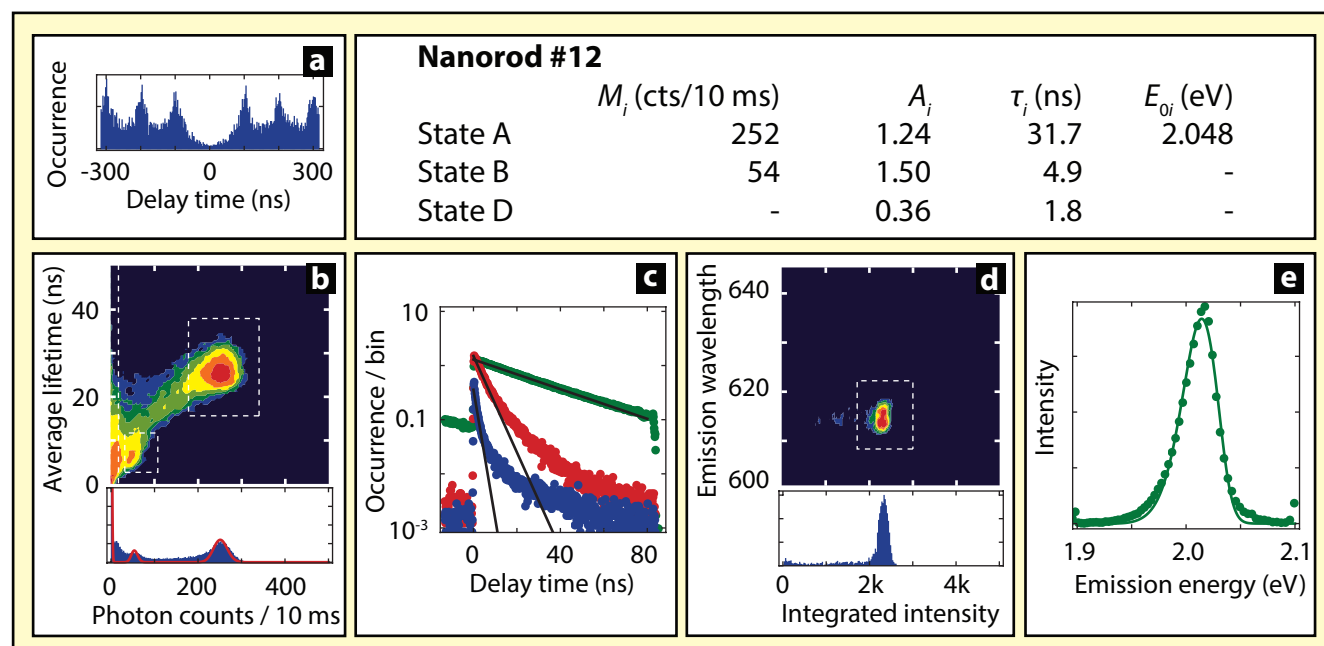 a
Occurrence
-300 0 300
Delay time (ns)
Nanorod #12
Mᵢ (cts/10 ms) Aᵢ τᵢ (ns) E₀ᵢ (eV)
State A 252 1.24 31.7 2.048
State B 54 1.50 4.9 -
State D - 0.36 1.8 -
b
Average lifetime (ns)
40
20
0
0 200 400
Photon counts / 10 ms
c
Occurrence / bin
10
0.1
10⁻³
0 40 80
Delay time (ns)
d
Emission wavelength
640
620
600
0 2k 4k
Integrated intensity
e
Intensity
1.9 2.0 2.1
Emission energy (eV)